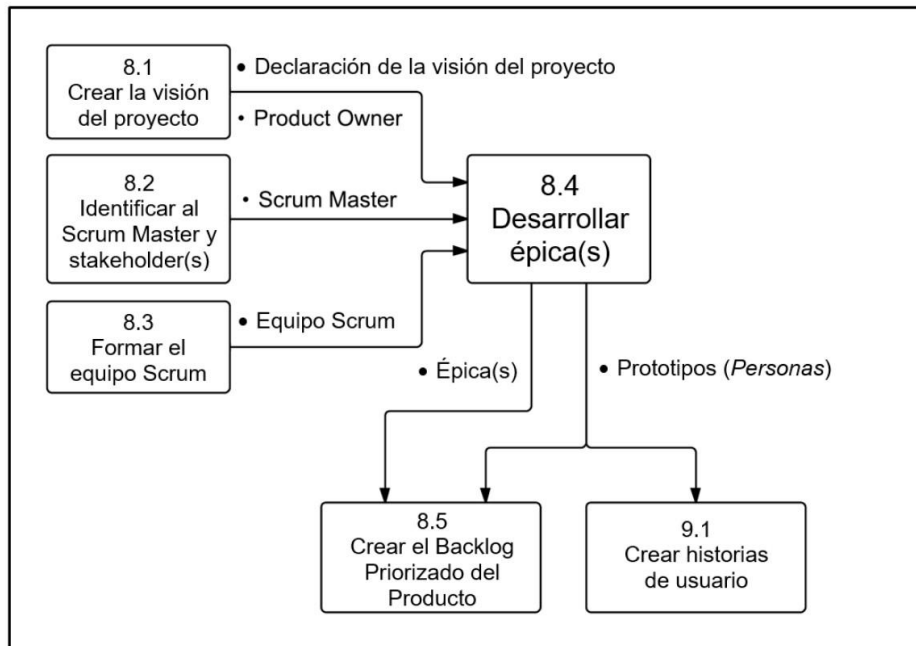 8.1
Crear la visión
del proyecto
• Declaración de la visión del proyecto
• Product Owner
8.2
Identificar al
Scrum Master y
stakeholder(s)
• Scrum Master
8.3
Formar el
equipo Scrum
• Equipo Scrum
8.4
Desarrollar
épica(s)
• Épica(s)
• Prototipos (Personas)
8.5
Crear el Backlog
Priorizado del
Producto
9.1
Crear historias
de usuario